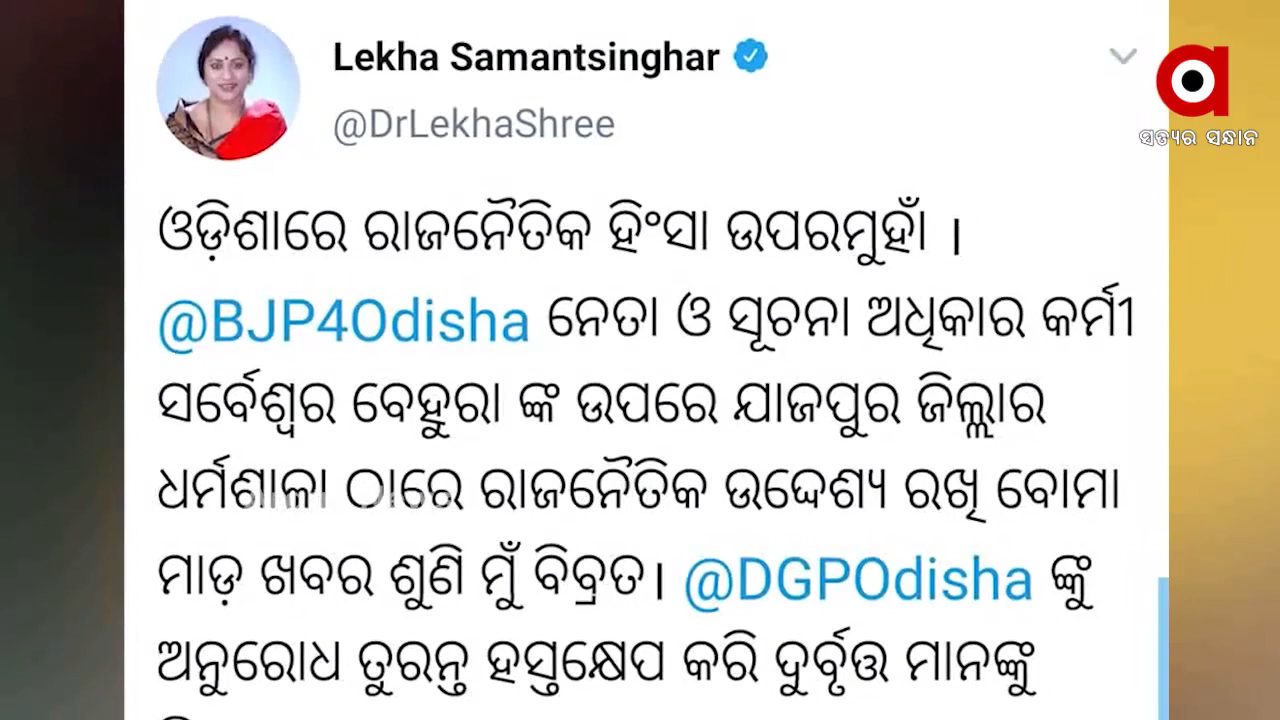 Lekha Samantsinghar
@DrLekhaShree
ସତ୍ୟର ସନ୍ଧାନ
ଓଡ଼ିଶାରେ ରାଜନୈତିକ ହିଂସା ଉପରମୁହାଁ ।
@BJP4Odisha ନେତା ଓ ସୂଚନା ଅଧିକାର କର୍ମୀ
ସର୍ବେଶ୍ୱର ବେହୁରା ଙ୍କ ଉପରେ ଯାଜପୁର ଜିଲ୍ଲାର
ଧର୍ମଶାଳା ଠାରେ ରାଜନୈତିକ ଉଦ୍ଦେଶ୍ୟ ରଖି ବୋମା
ମାଡ଼ ଖବର ଶୁଣି ମୁଁ ବିବ୍ରତ। @DGPOdisha ଙ୍କୁ
ଅନୁରୋଧ ତୁରନ୍ତ ହସ୍ତକ୍ଷେପ କରି ଦୁର୍ବୃତ୍ତ ମାନଙ୍କୁ